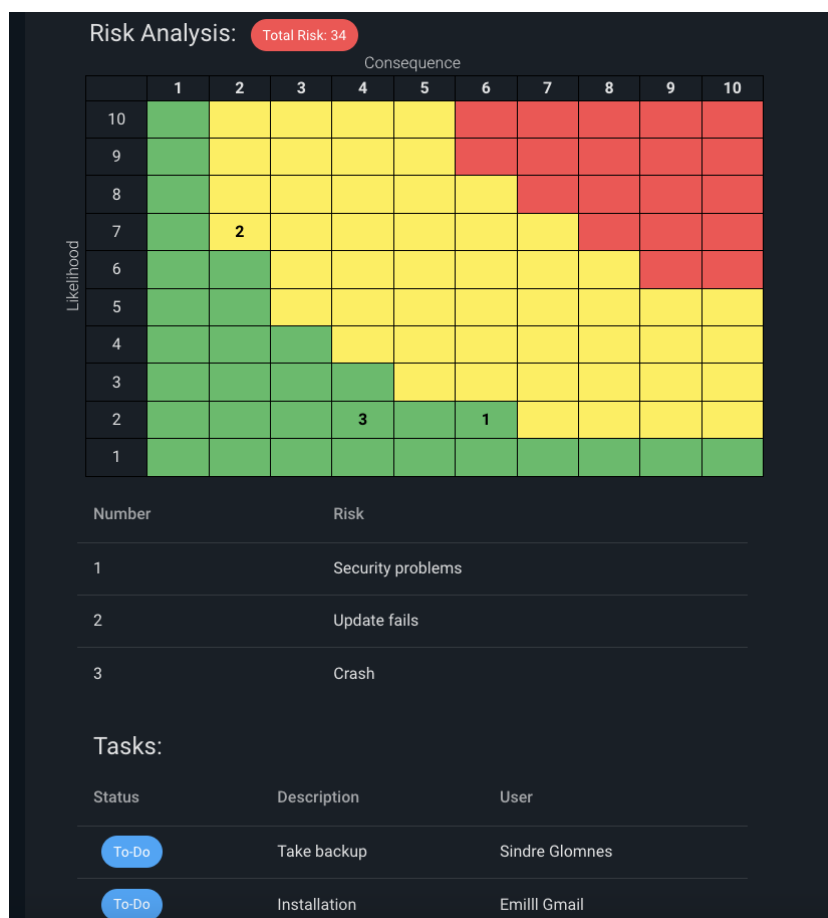 Risk Analysis: Total Risk: 34
Consequence
1 2 3 4 5 6 7 8 9 10
10
9
8
7 2
Likelihood
6
5
4
3
2 3 1
1
Number Risk
1 Security problems
2 Update fails
3 Crash
Tasks:
Status Description User
To-Do Take backup Sindre Glomnes
To-Do Installation Emilll Gmail